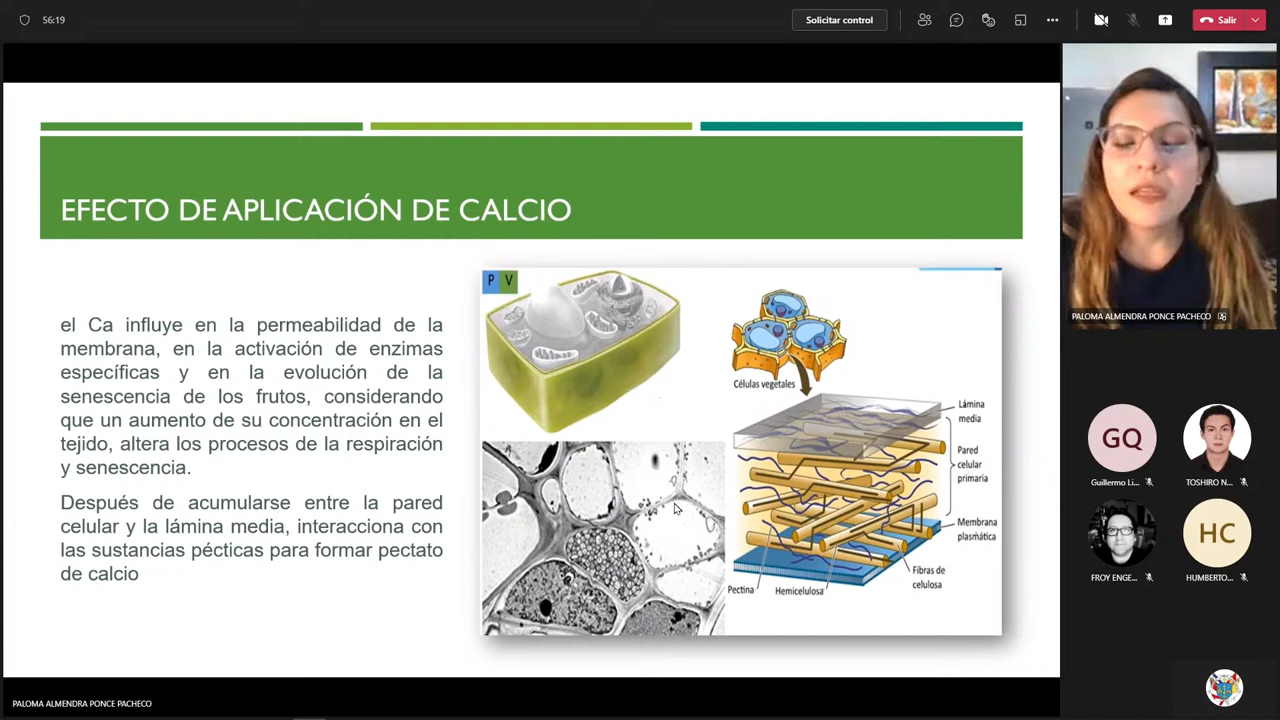 56:19
Solicitar control
Salir
EFECTO DE APLICACIÓN DE CALCIO
el Ca influye en la permeabilidad de la
membrana, en la activación de enzimas
específicas y en la evolución de la
senescencia de los frutos, considerando
que un aumento de su concentración en el
tejido, altera los procesos de la respiración
y senescencia.
Después de acumularse entre la pared
celular y la lámina media, interacciona con
las sustancias pécticas para formar pectato
de calcio
P V
Células vegetales
Lámina
media
Pared
celular
primaria
Membrana
plasmática
Fibras de
celulosa
Pectina
Hemicelulosa
PALOMA ALMENDRA PONCE PACHECO
GQ
Guillermo Li...
TOSHIRO N...
FROY ENGE...
HC
HUMBERTO...
PALOMA ALMENDRA PONCE PACHECO